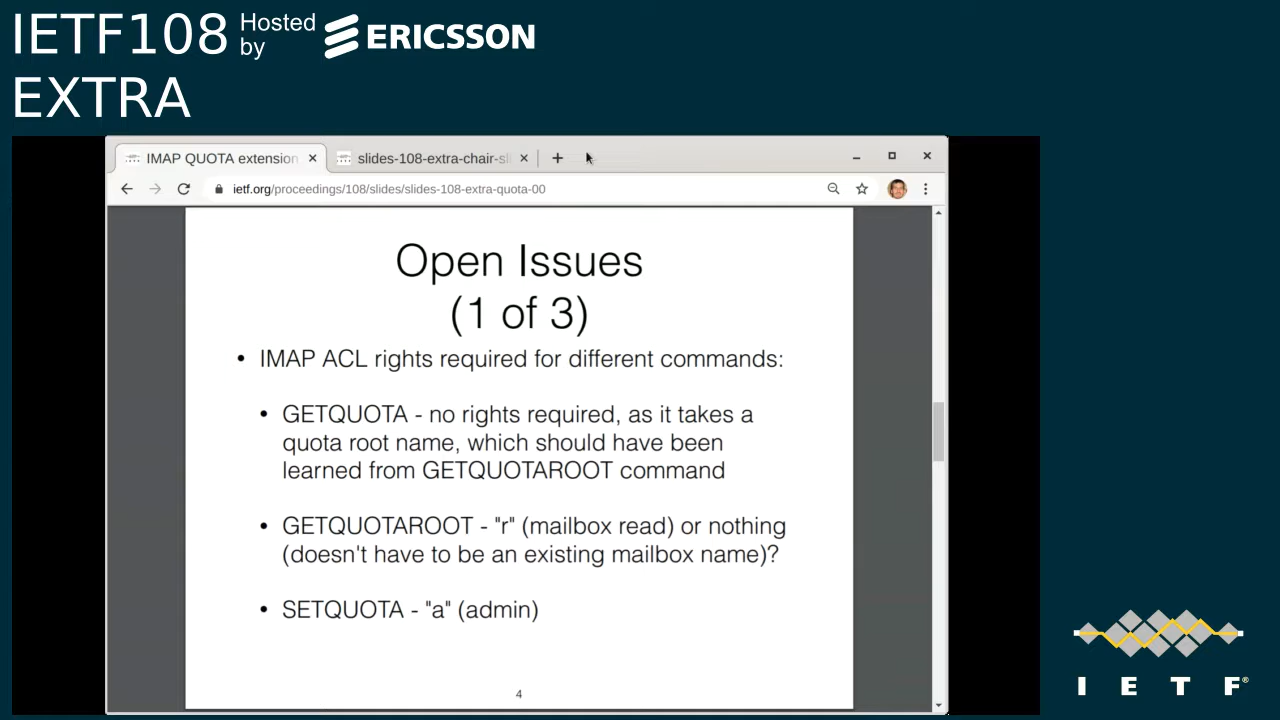 IETF108 Hosted by ERICSSON
EXTRA
IMAP QUOTA extension
slides-108-extra-chair-sl
ietf.org/proceedings/108/slides/slides-108-extra-quota-00
Open Issues
(1 of 3)
• IMAP ACL rights required for different commands:
• GETQUOTA - no rights required, as it takes a
quota root name, which should have been
learned from GETQUOTAROOT command
• GETQUOTAROOT - "r" (mailbox read) or nothing
(doesn't have to be an existing mailbox name)?
• SETQUOTA - "a" (admin)
4
I E T F®